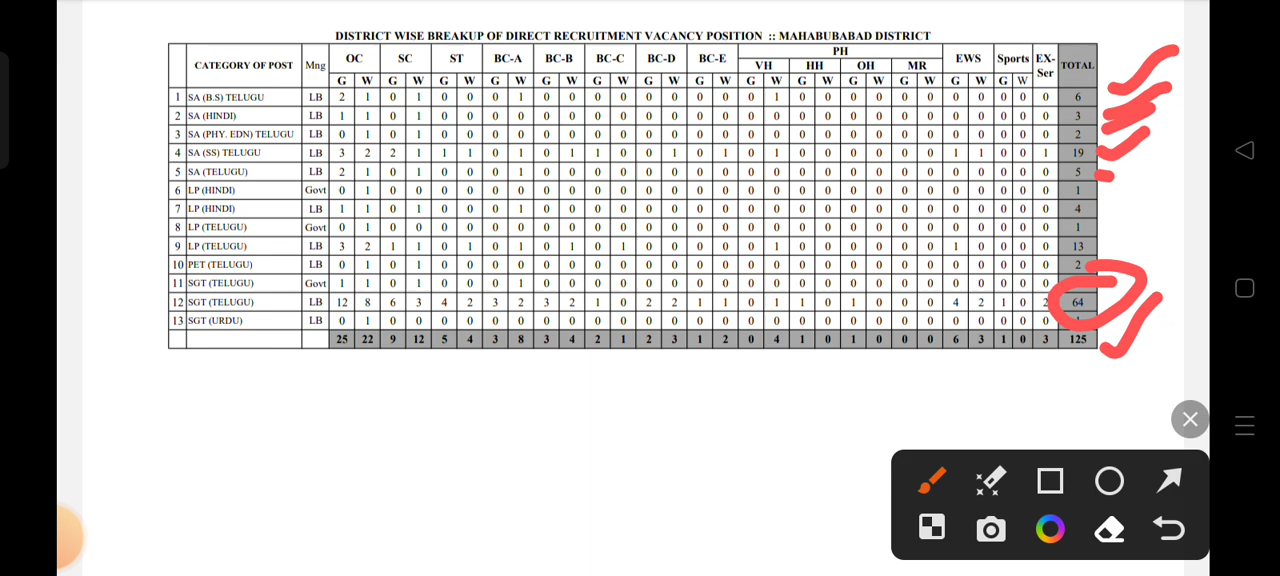 DISTRICT WISE BREAKUP OF DIRECT RECRUITMENT VACANCY POSITION :: MAHABUBABAD DISTRICT
CATEGORY OF POST Mng OC SC ST BC-A BC-B BC-C BC-D BC-E PH EWS Sports EX-Ser TOTAL
VH HH OH MR
G W G W G W G W G W G W G W G W G W G W G W G W G W G W
1 SA (B.S) TELUGU LB 2 1 0 1 0 0 0 1 0 0 0 0 0 0 0 0 0 1 0 0 0 0 0 0 0 0 0 0 0 6
2 SA (HINDI) LB 1 1 0 1 0 0 0 0 0 0 0 0 0 0 0 0 0 0 0 0 0 0 0 0 0 0 0 0 0 3
3 SA (PHY. EDN) TELUGU LB 0 1 0 1 0 0 0 0 0 0 0 0 0 0 0 0 0 0 0 0 0 0 0 0 0 0 0 0 0 2
4 SA (SS) TELUGU LB 3 2 2 1 1 1 0 1 0 1 1 0 0 1 0 1 0 1 0 0 0 0 0 0 1 1 0 0 1 19
5 SA (TELUGU) LB 2 1 0 1 0 0 0 1 0 0 0 0 0 0 0 0 0 0 0 0 0 0 0 0 0 0 0 0 0 5
6 LP (HINDI) Govt 0 1 0 0 0 0 0 0 0 0 0 0 0 0 0 0 0 0 0 0 0 0 0 0 0 0 0 0 0 1
7 LP (HINDI) LB 1 1 0 1 0 0 0 1 0 0 0 0 0 0 0 0 0 0 0 0 0 0 0 0 0 0 0 0 0 4
8 LP (TELUGU) Govt 0 1 0 0 0 0 0 0 0 0 0 0 0 0 0 0 0 0 0 0 0 0 0 0 0 0 0 0 0 1
9 LP (TELUGU) LB 3 2 1 1 0 1 0 1 0 1 0 1 0 0 0 0 0 1 0 0 0 0 0 0 1 0 0 0 0 13
10 PET (TELUGU) LB 0 1 0 1 0 0 0 0 0 0 0 0 0 0 0 0 0 0 0 0 0 0 0 0 0 0 0 0 0 2
11 SGT (TELUGU) Govt 1 1 0 1 0 0 0 1 0 0 0 0 0 0 0 0 0 0 0 0 0 0 0 0 0 0 0 0 0
12 SGT (TELUGU) LB 12 8 6 3 4 2 3 2 3 2 1 0 2 2 1 1 0 1 1 0 1 0 0 0 4 2 1 0 2 64
13 SGT (URDU) LB 0 1 0 0 0 0 0 0 0 0 0 0 0 0 0 0 0 0 0 0 0 0 0 0 0 0 0 0 0
25 22 9 12 5 4 3 8 3 4 2 1 2 3 1 2 0 4 1 0 1 0 0 0 6 3 1 0 3 125